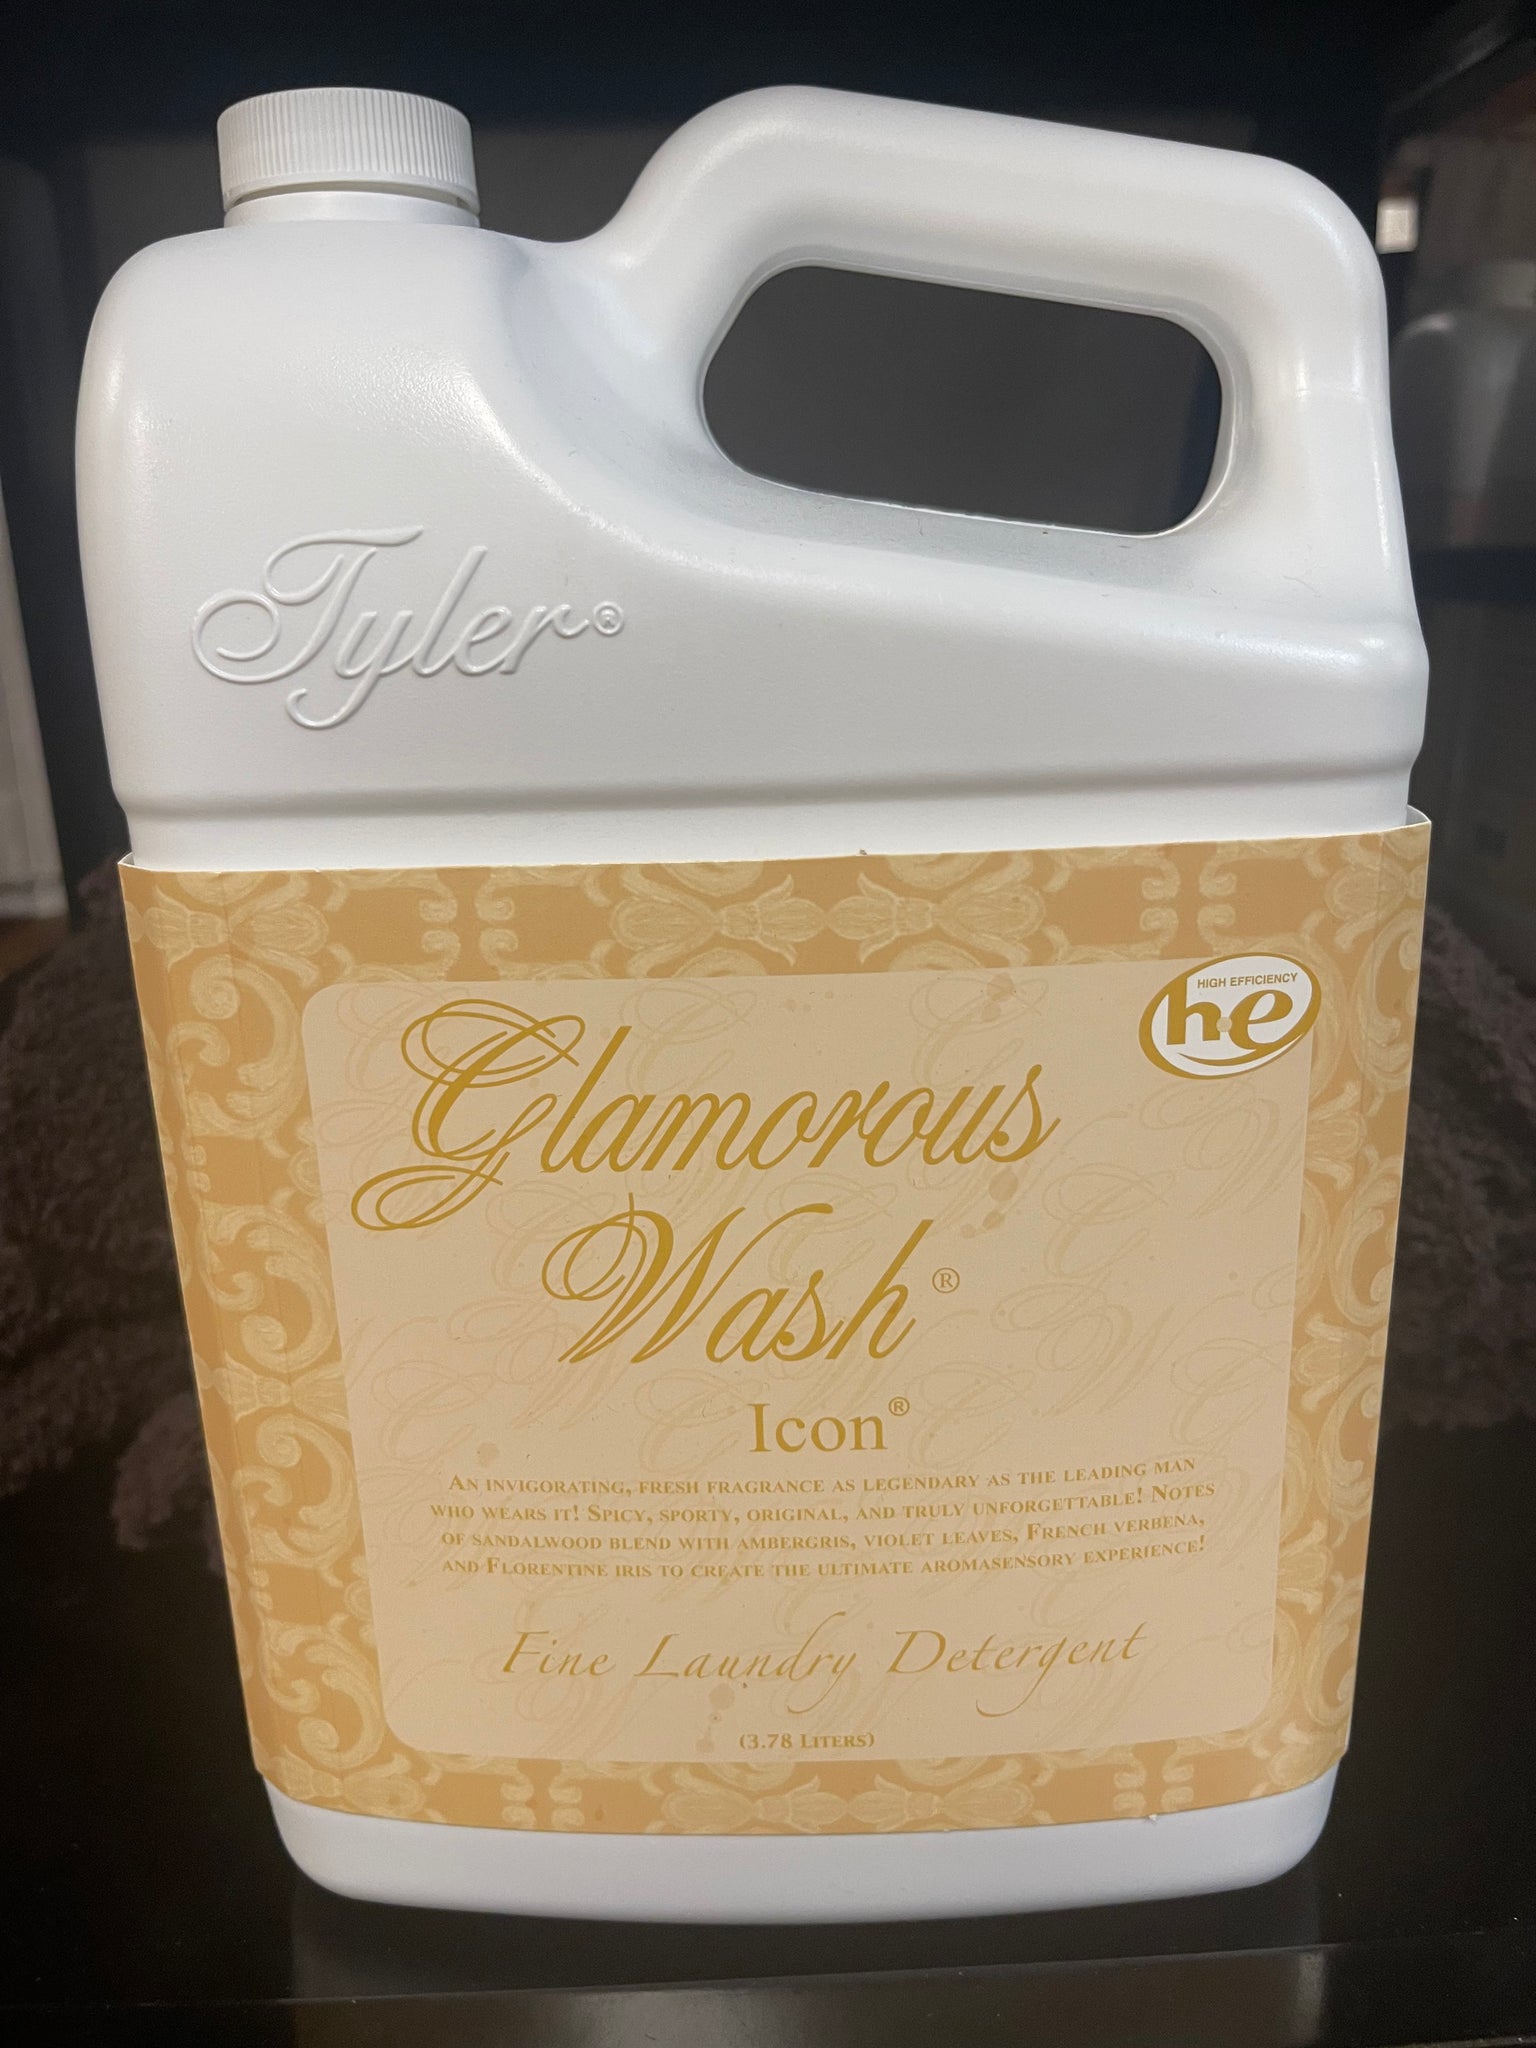 Tyler®
HIGH EFFICIENCY
he
Glamorous
Wash®
Icon®
AN INVIGORATING, FRESH FRAGRANCE AS LEGENDARY AS THE LEADING MAN
WHO WEARS IT! SPICY, SPORTY, ORIGINAL, AND TRULY UNFORGETTABLE! NOTES
OF SANDALWOOD BLEND WITH AMBERGRIS, VIOLET LEAVES, FRENCH VERBENA,
AND FLORENTINE IRIS TO CREATE THE ULTIMATE AROMASENSORY EXPERIENCE!
Fine Laundry Detergent
(3.78 LITERS)